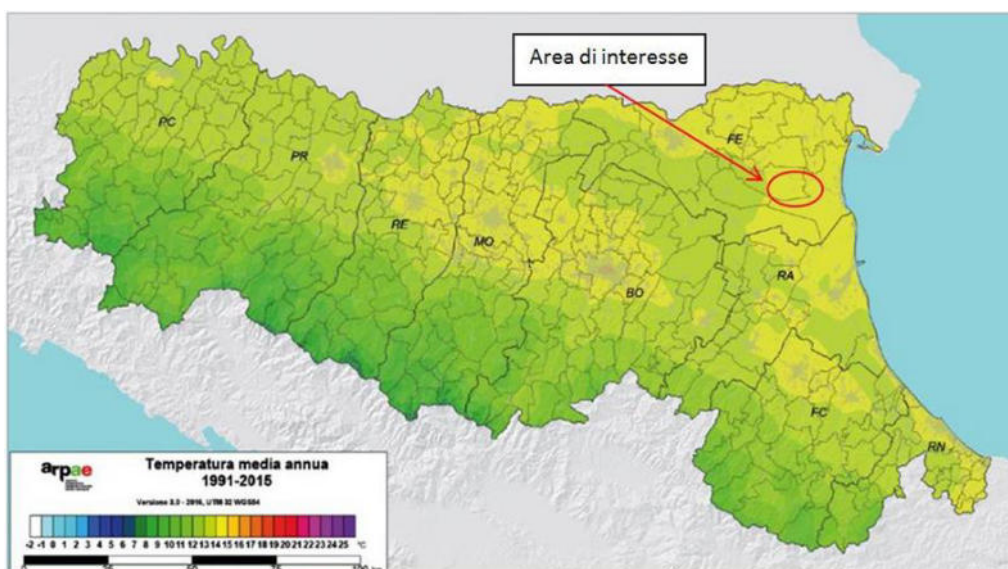 Area di interesse
PC
PR
RE
MO
BO
FE
RA
FC
RN
arpae
Temperatura media annua
1991-2015
Versione 3.0 - 2016, UTM 32 WGS84
-2 -1 0 1 2 3 4 5 6 7 8 9 10 11 12 13 14 15 16 17 18 19 20 21 22 23 24 25 °C